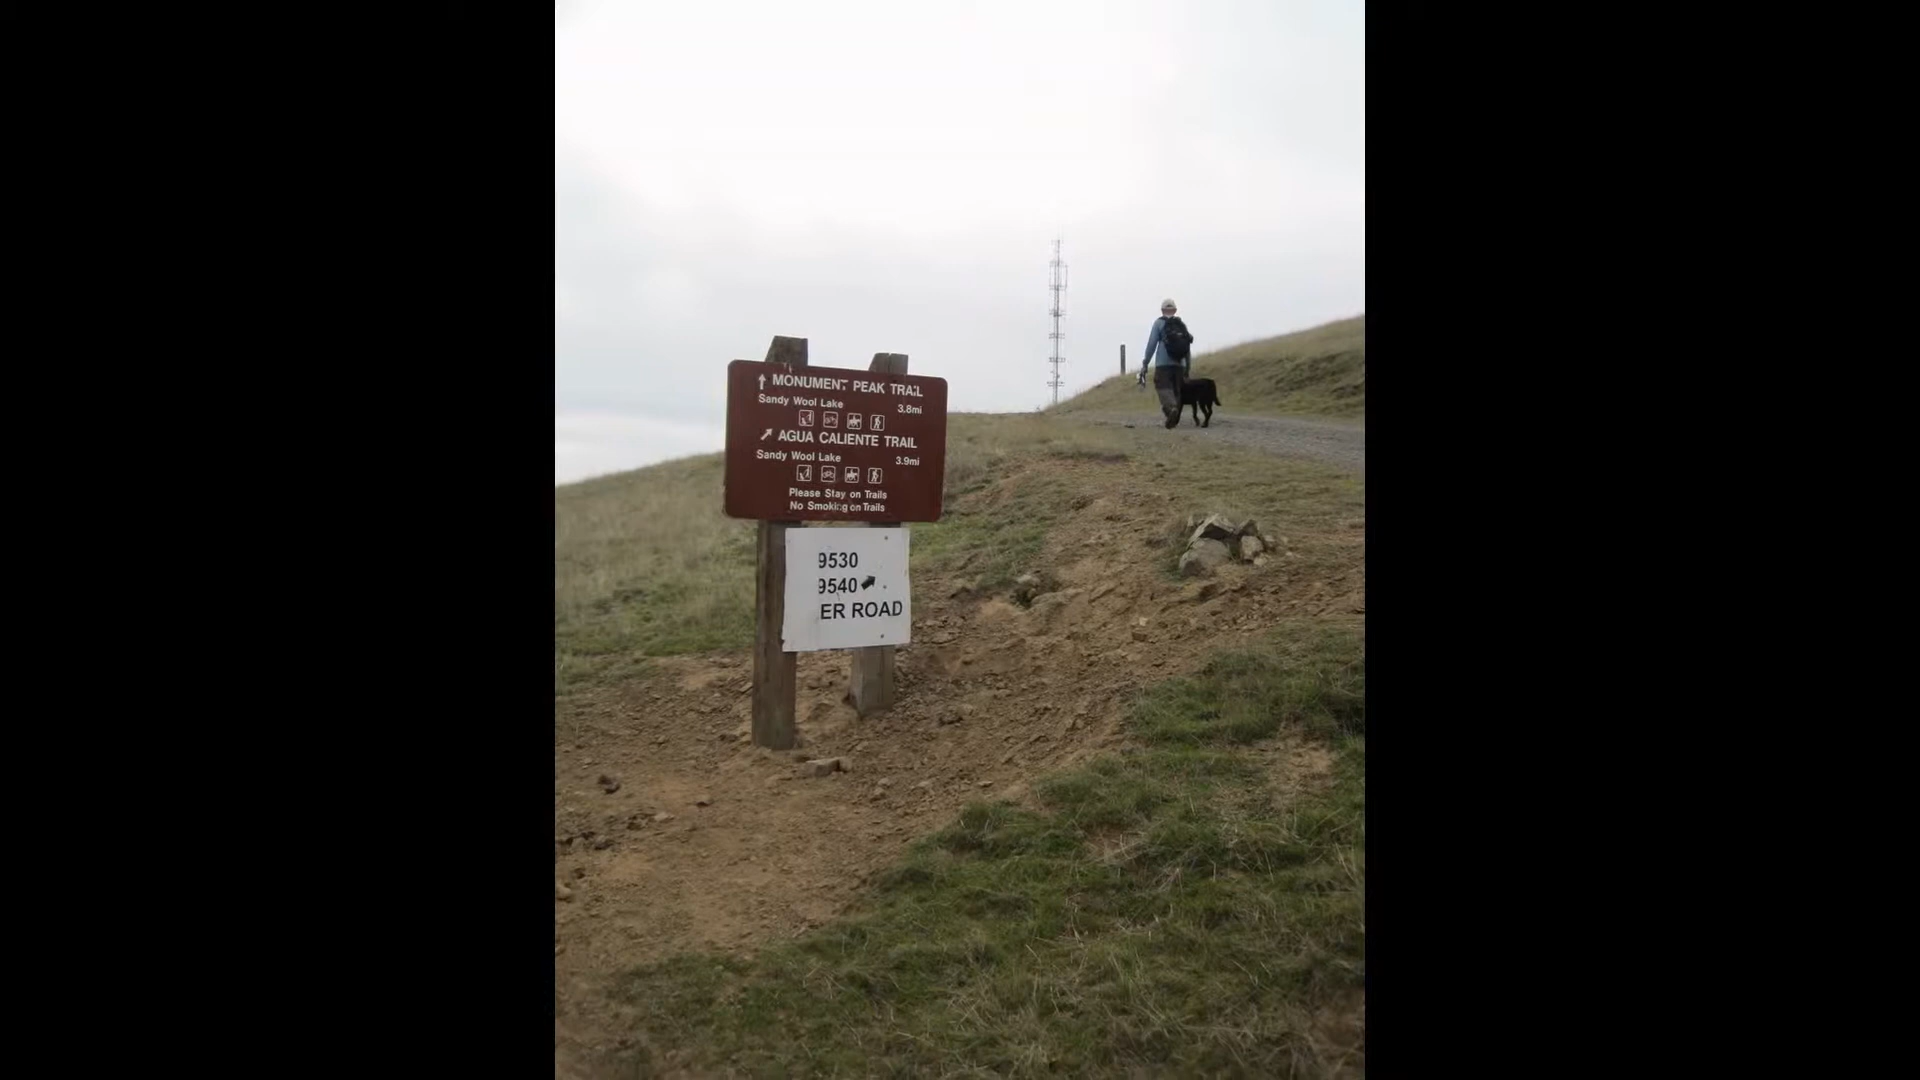 MONUMENT PEAK TRAIL
Sandy Wool Lake 3.8mi
AGUA CALIENTE TRAIL
Sandy Wool Lake 3.9mi
Please Stay on Trails
No Smoking on Trails
9530
9540
ER ROAD